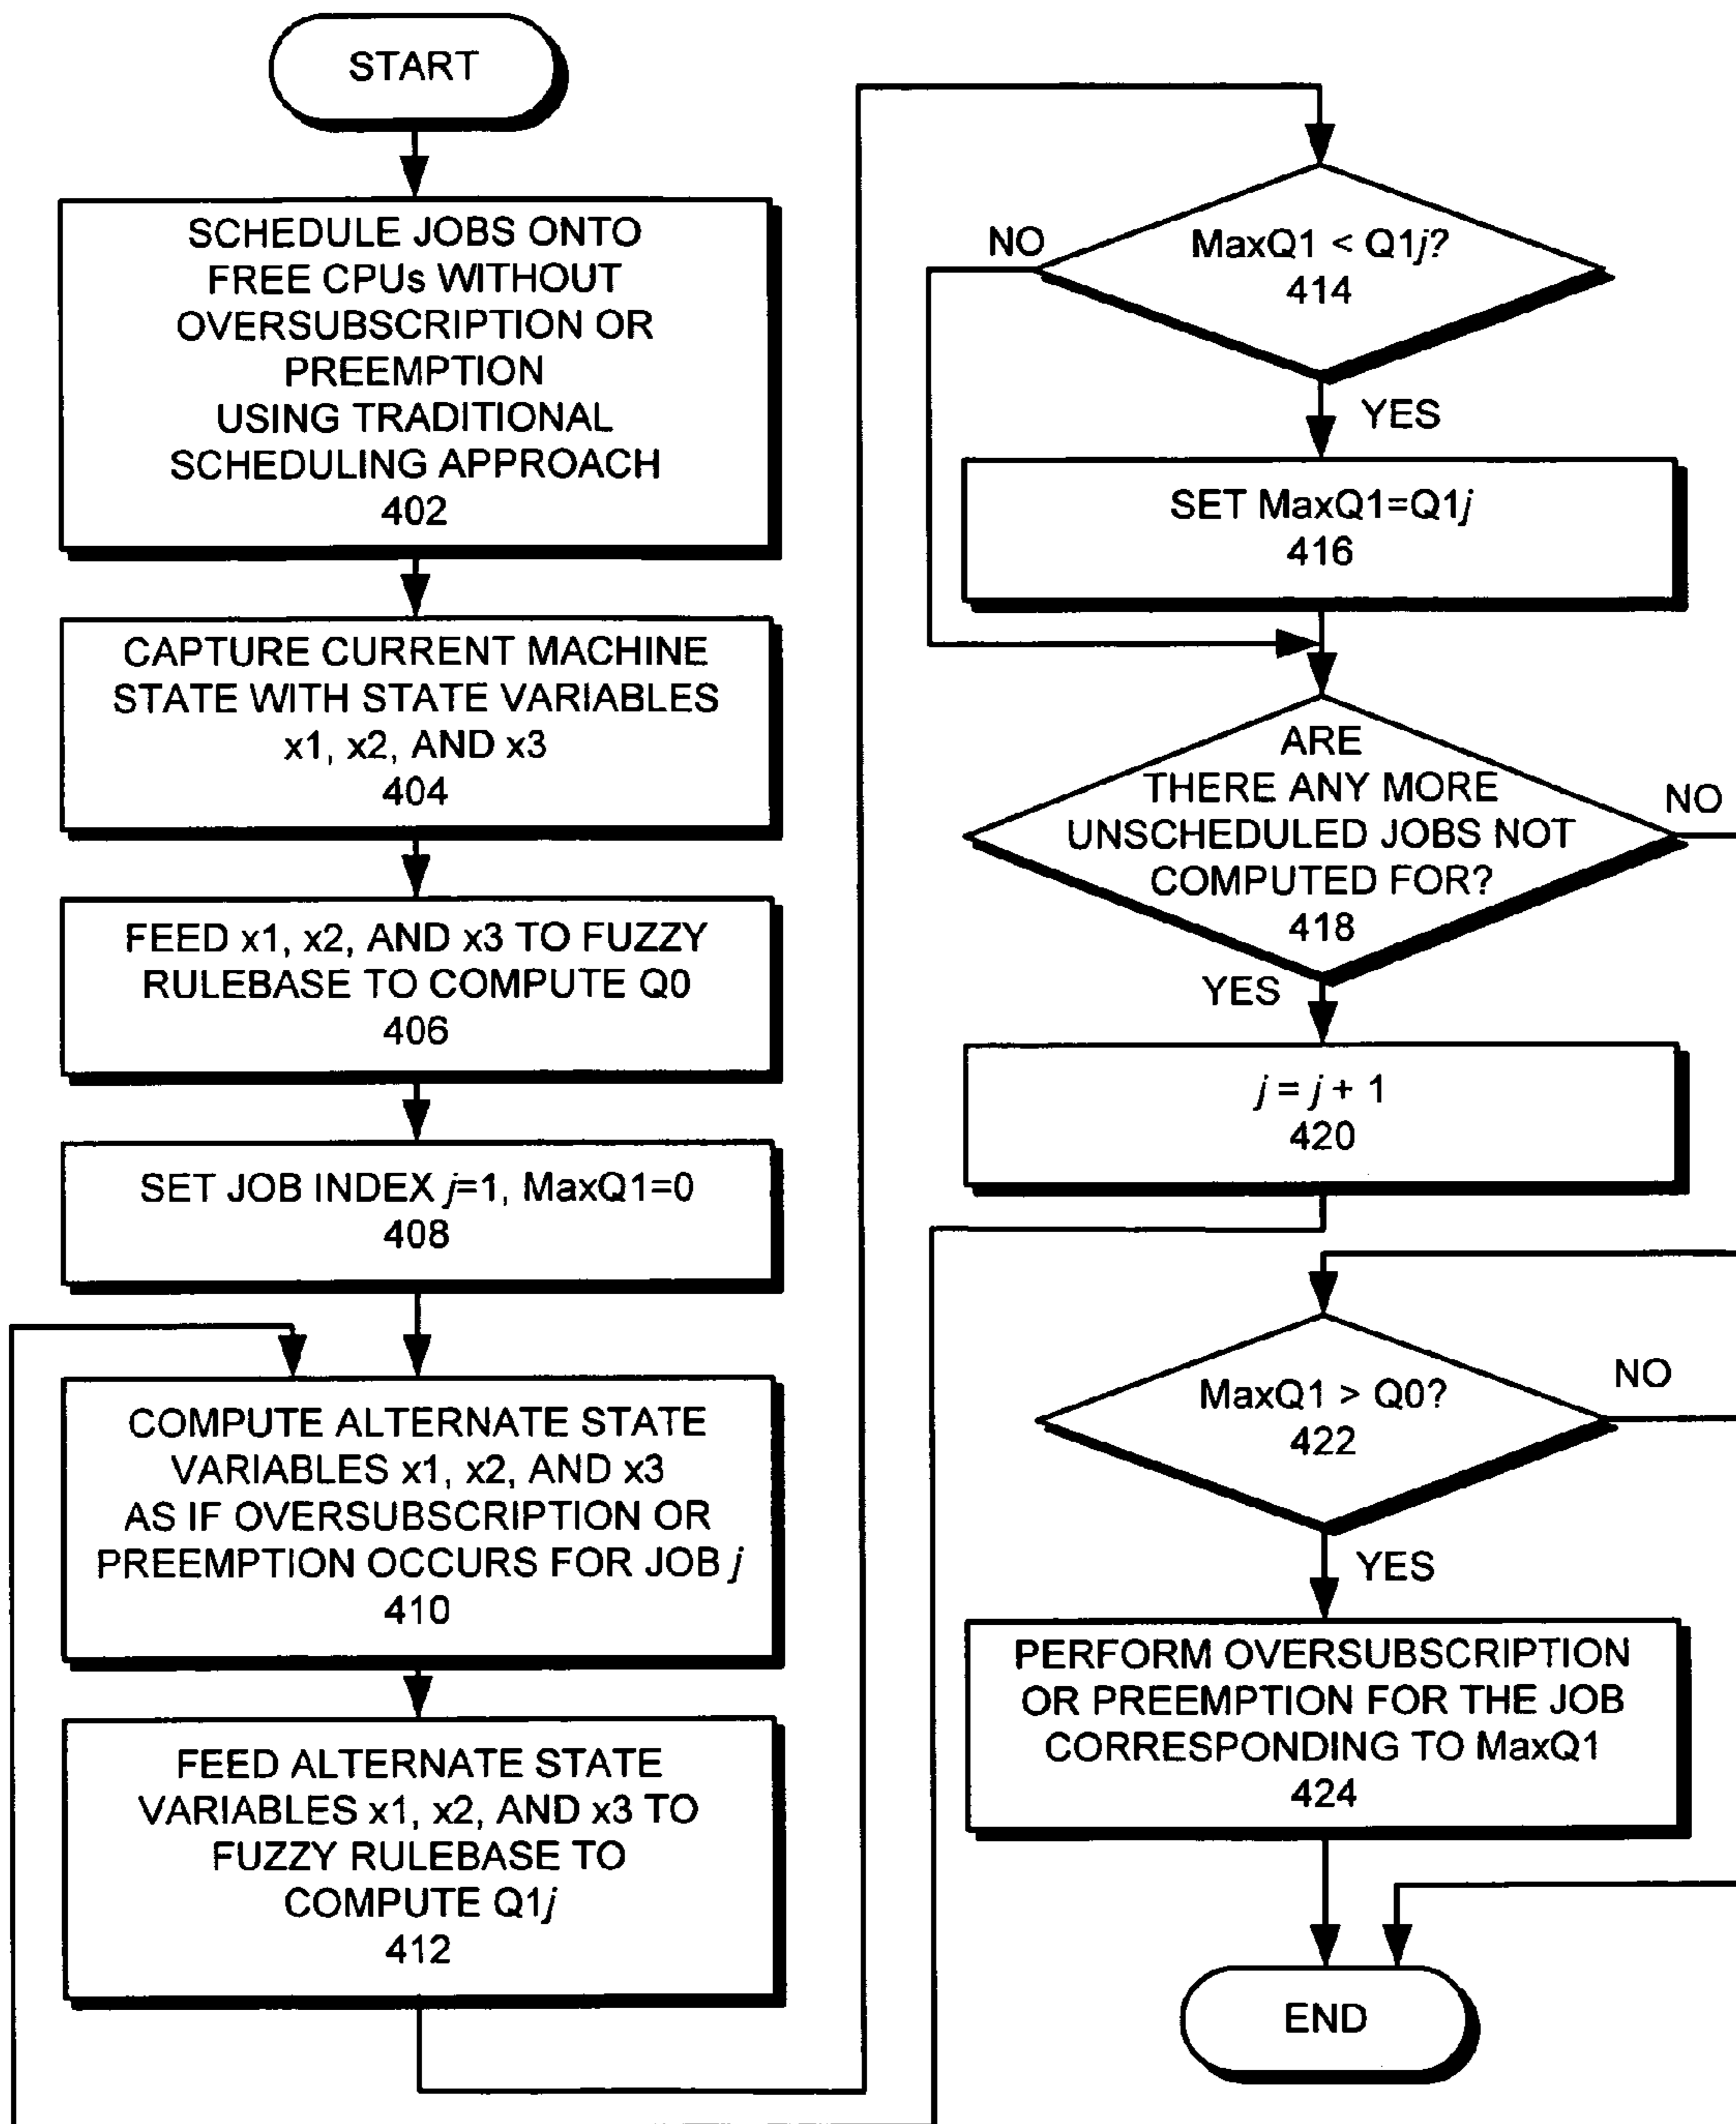 START
SCHEDULE JOBS ONTO
FREE CPUs WITHOUT
OVERSUBSCRIPTION OR
PREEMPTION
USING TRADITIONAL
SCHEDULING APPROACH
402
CAPTURE CURRENT MACHINE
STATE WITH STATE VARIABLES
x1, x2, AND x3
404
FEED x1, x2, AND x3 TO FUZZY
RULEBASE TO COMPUTE Q0
406
SET JOB INDEX j=1, MaxQ1=0
408
COMPUTE ALTERNATE STATE
VARIABLES x1, x2, AND x3
AS IF OVERSUBSCRIPTION OR
PREEMPTION OCCURS FOR JOB j
410
FEED ALTERNATE STATE
VARIABLES x1, x2, AND x3 TO
FUZZY RULEBASE TO
COMPUTE Q1j
412
MaxQ1 < Q1j?
414
NO
YES
SET MaxQ1=Q1j
416
ARE
THERE ANY MORE
UNSCHEDULED JOBS NOT
COMPUTED FOR?
418
NO
YES
j = j + 1
420
MaxQ1 > Q0?
422
NO
YES
PERFORM OVERSUBSCRIPTION
OR PREEMPTION FOR THE JOB
CORRESPONDING TO MaxQ1
424
END